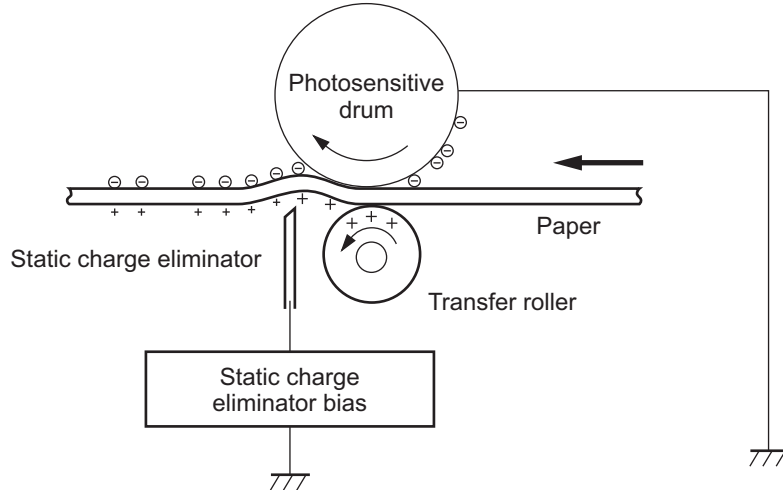 Photosensitive
drum
Paper
Static charge eliminator
Transfer roller
Static charge
eliminator bias